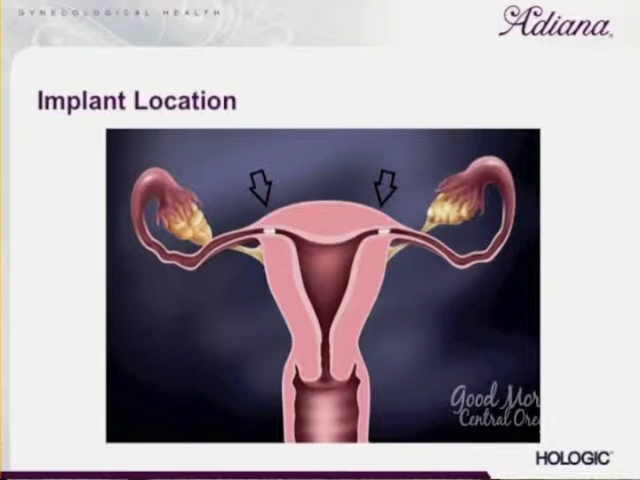 GYNECOLOGICAL HEALTH
Adiana
Implant Location
Good Mor
Central Ore
HOLOGIC